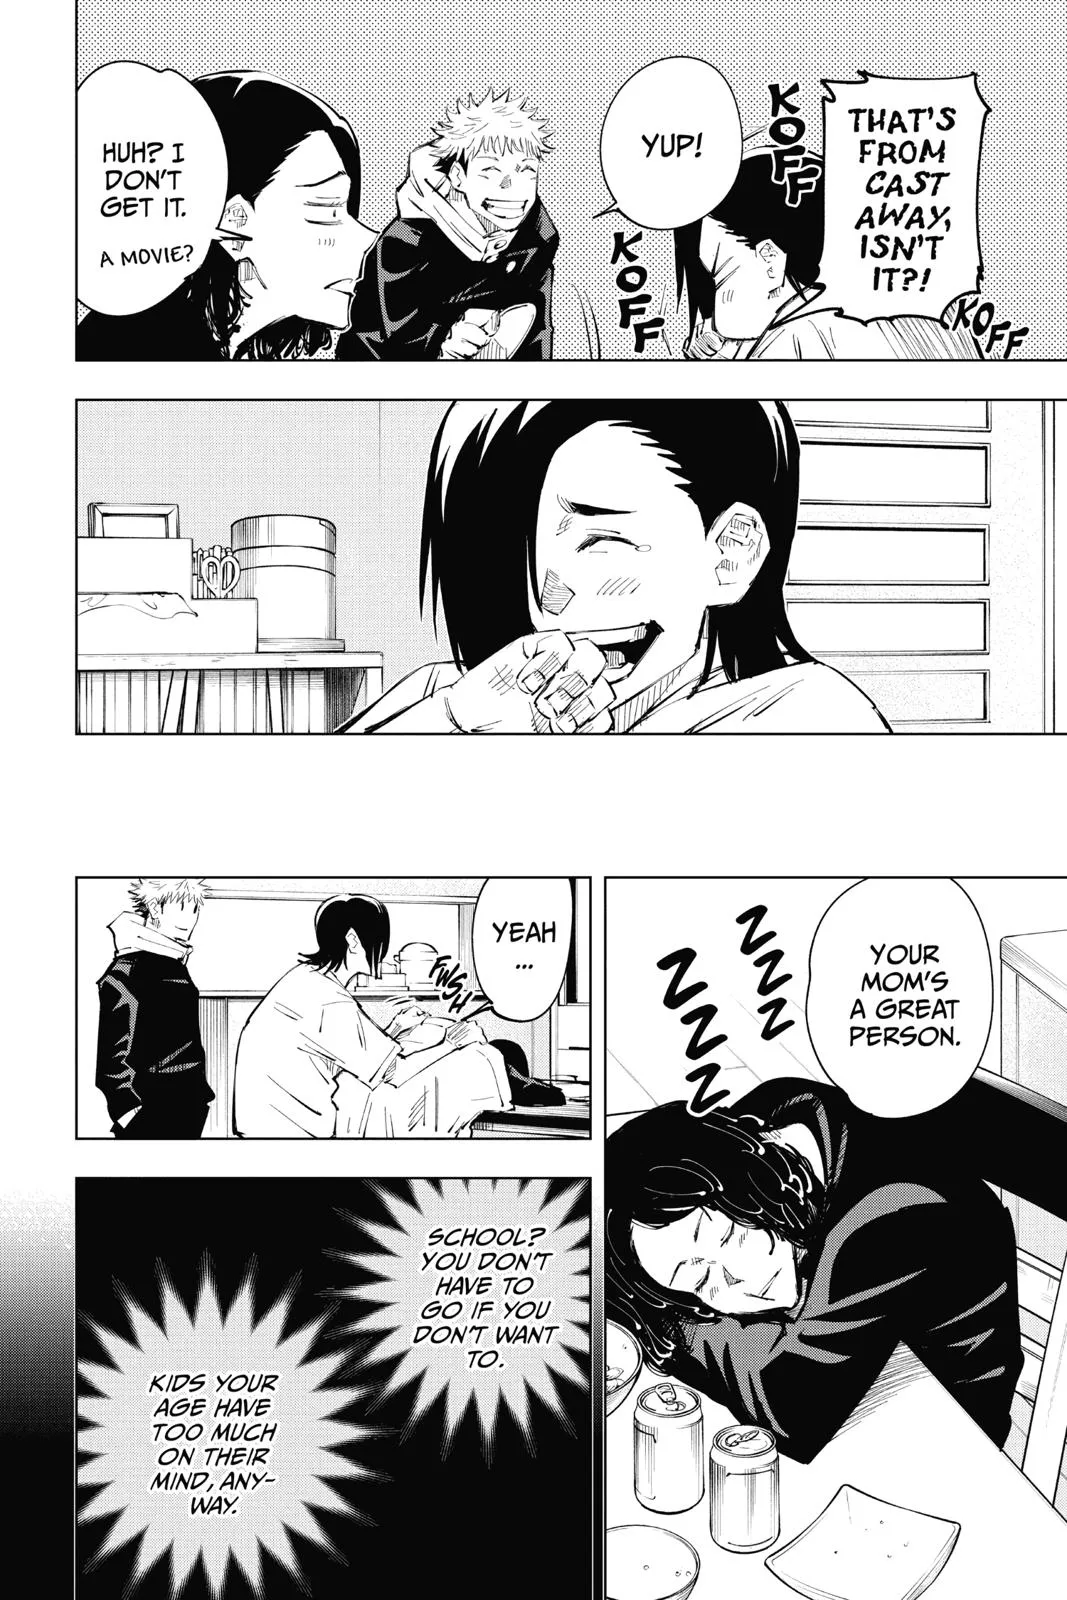 THAT'S
FROM
CAST
AWAY,
ISN'T
IT?!
KOFF
KOFF
KOFF
YUP!
HUH? I
DON'T
GET IT.
A MOVIE?
YOUR
MOM'S
A GREAT
PERSON.
ZZZ
ZZZ
YEAH
...
FWSH
SCHOOL?
YOU DON'T
HAVE TO
GO IF YOU
DON'T WANT
TO.
KIDS YOUR
AGE HAVE
TOO MUCH
ON THEIR
MIND, ANY-
WAY.